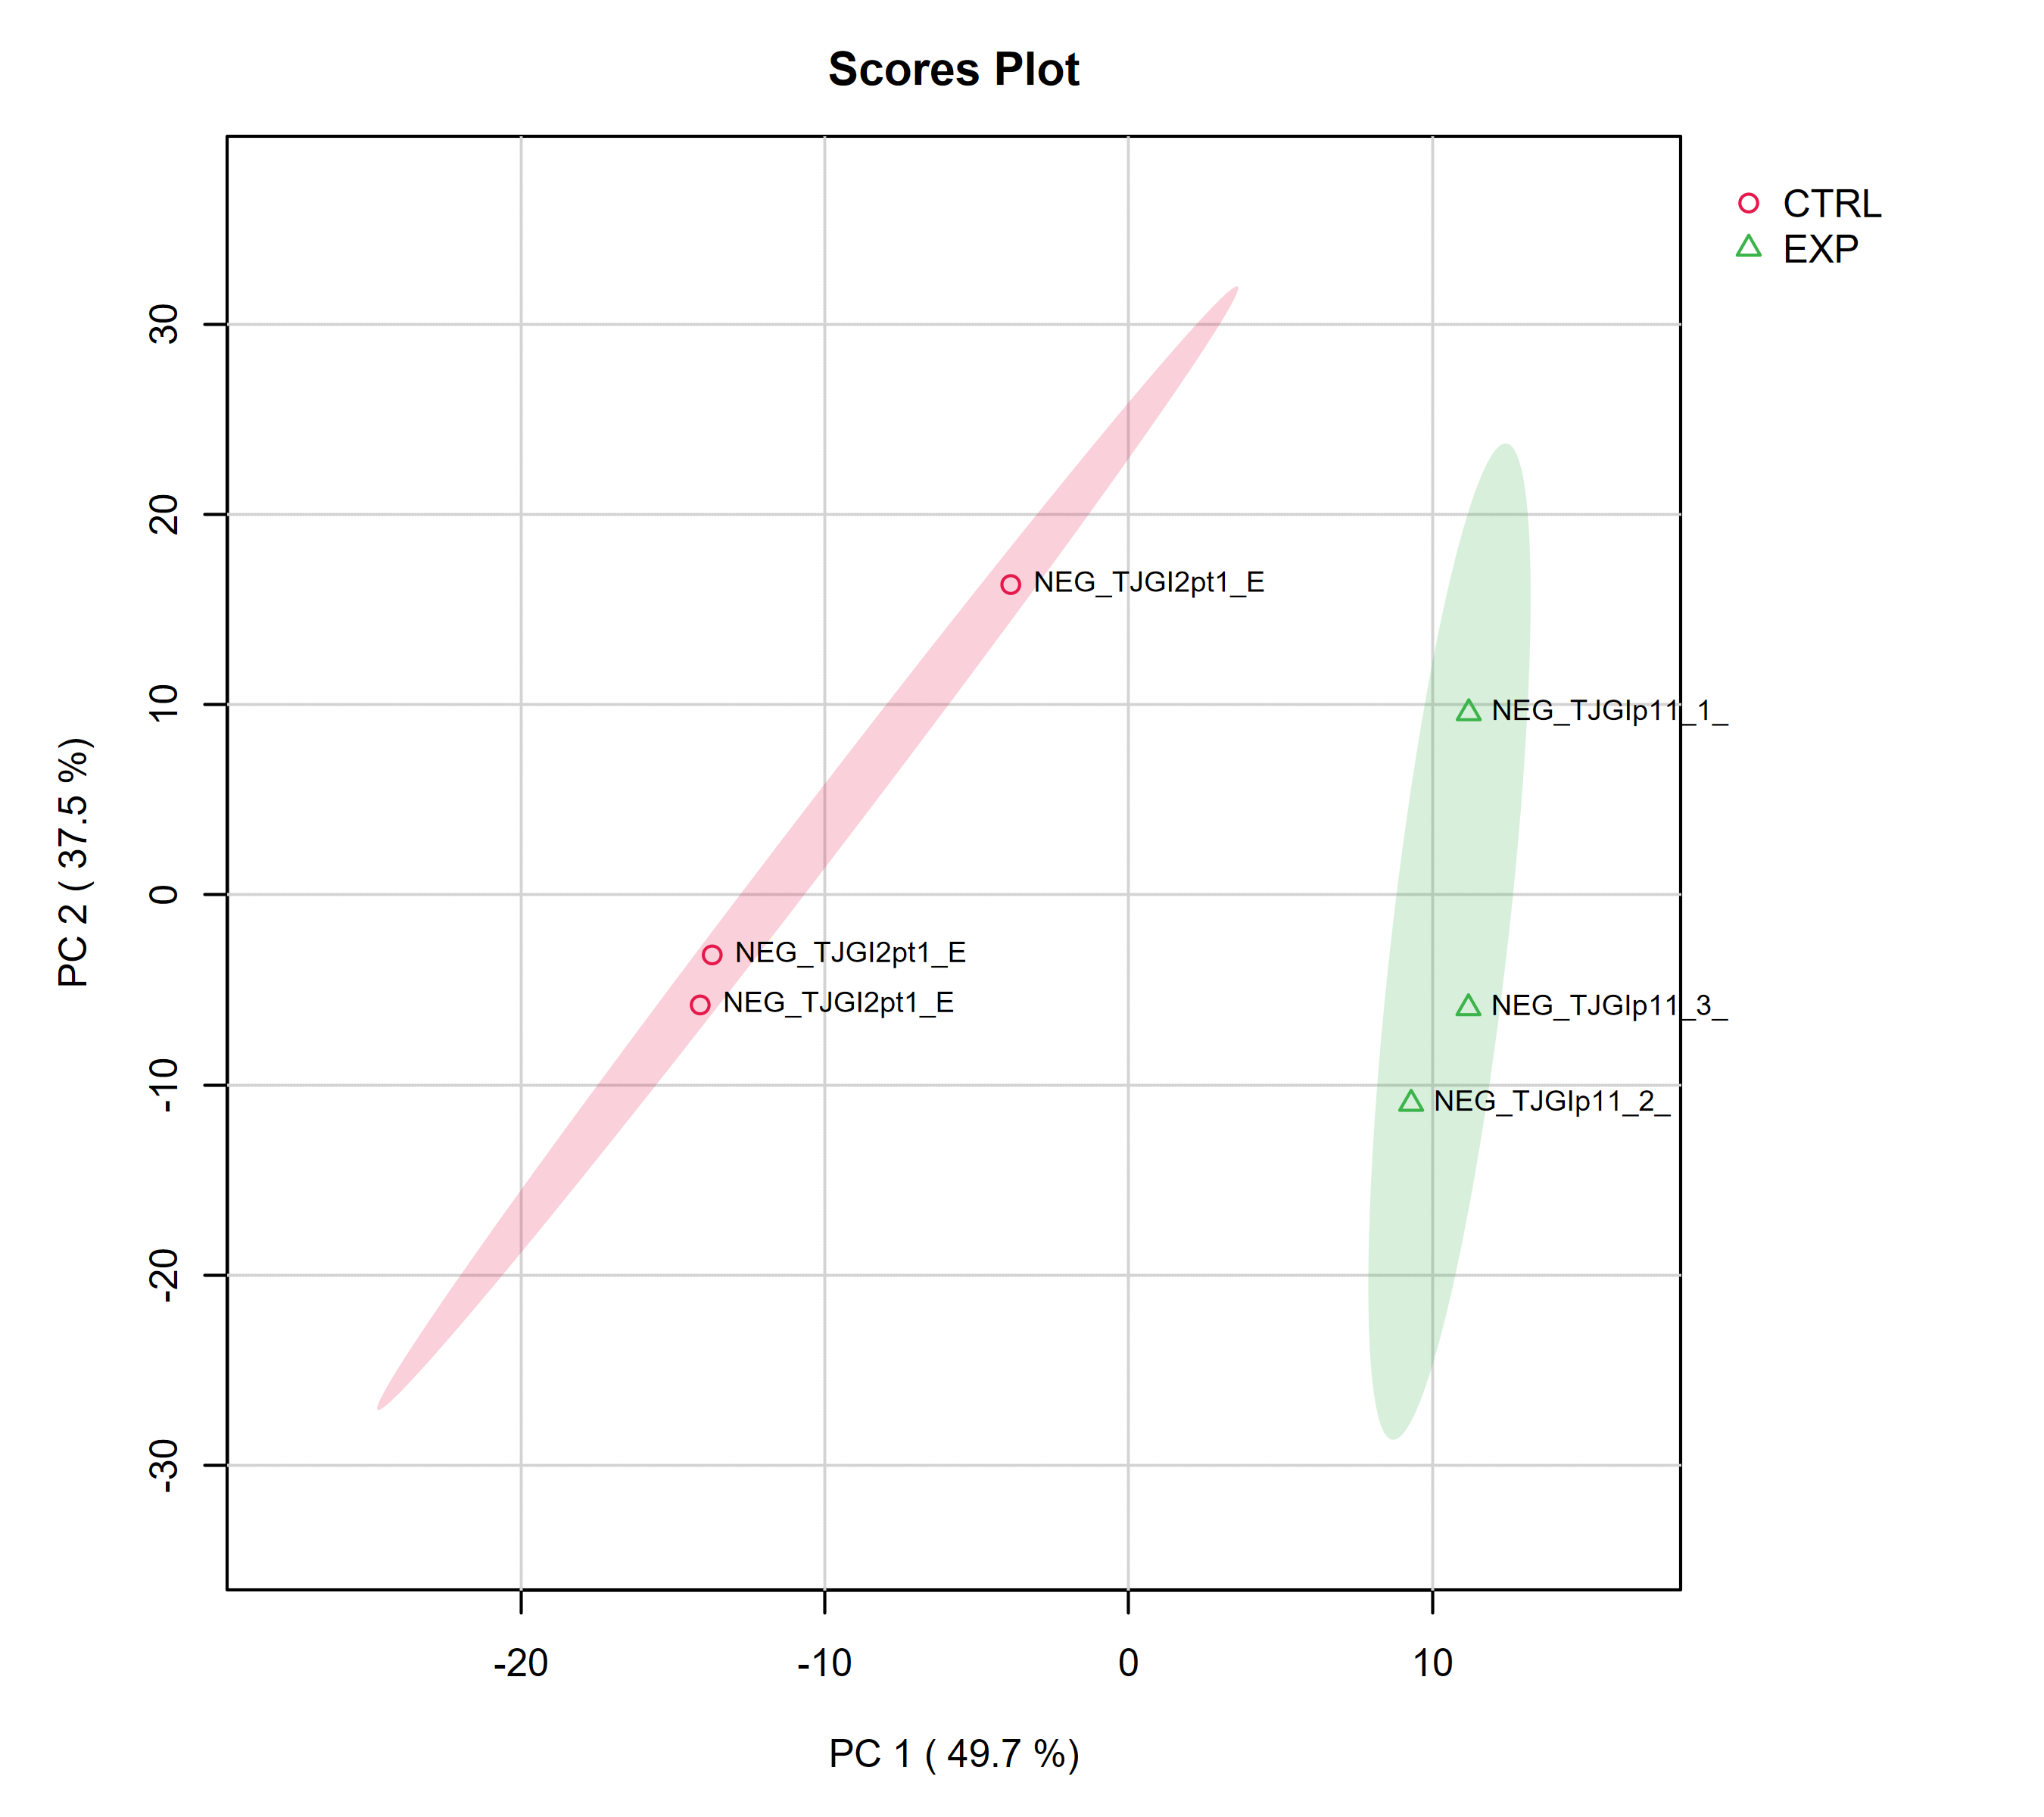 Scores Plot
CTRL
EXP
30
20
10
0
-10
-20
-30
PC 2 ( 37.5 %)
NEG_TJGI2pt1_E
NEG_TJGIp11_1_
NEG_TJGI2pt1_E
NEG_TJGI2pt1_E
NEG_TJGIp11_3_
NEG_TJGIp11_2_
-20 -10 0 10
PC 1 ( 49.7 %)